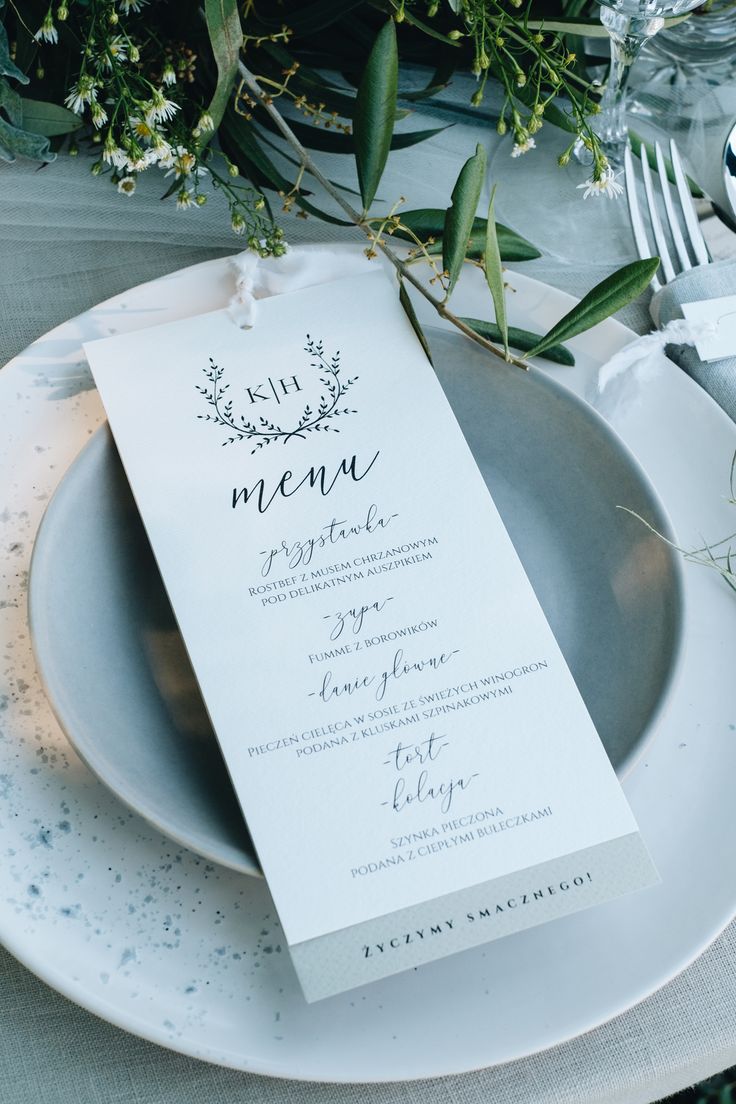 K|H
menu
-przystawka-
ROSTBEF Z MUSEM CHRZANOWYM
POD DELIKATNYM AUSZPIKIEM
-zupa-
FUMME Z BOROWIKÓW
-danie główne-
PIECZEŃ CIELĘCA W SOSIE ZE ŚWIEŻYCH WINOGRON
PODANA Z KLUSKAMI SZPINAKOWYMI
-tort-
-kolacja-
SZYNKA PIECZONA
PODANA Z CIEPŁYMI BUŁECZKAMI
ŻYCZYMY SMACZNEGO!